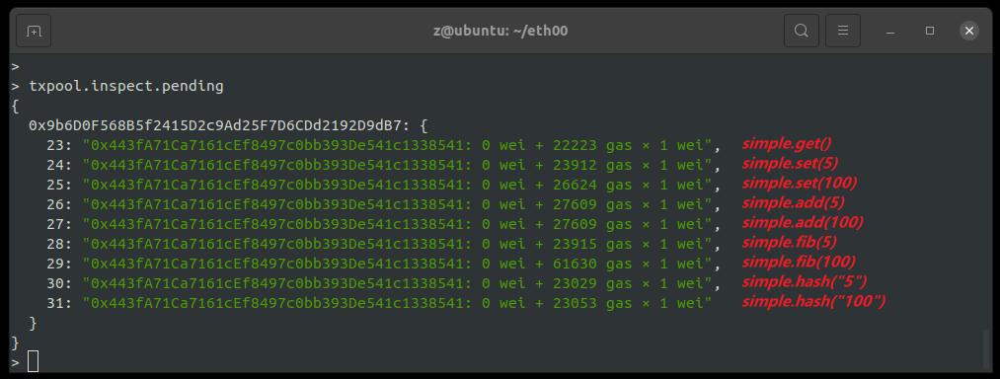 z@ubuntu: ~/eth00
>
> txpool.inspect.pending
{
  0x9b6D0F568B5f2415D2c9Ad25F7D6CDd2192D9dB7: {
    23: "0x443fA71Ca7161cEf8497c0bb393De541c1338541: 0 wei + 22223 gas × 1 wei", simple.get()
    24: "0x443fA71Ca7161cEf8497c0bb393De541c1338541: 0 wei + 23912 gas × 1 wei", simple.set(5)
    25: "0x443fA71Ca7161cEf8497c0bb393De541c1338541: 0 wei + 26624 gas × 1 wei", simple.set(100)
    26: "0x443fA71Ca7161cEf8497c0bb393De541c1338541: 0 wei + 27609 gas × 1 wei", simple.add(5)
    27: "0x443fA71Ca7161cEf8497c0bb393De541c1338541: 0 wei + 27609 gas × 1 wei", simple.add(100)
    28: "0x443fA71Ca7161cEf8497c0bb393De541c1338541: 0 wei + 23915 gas × 1 wei", simple.fib(5)
    29: "0x443fA71Ca7161cEf8497c0bb393De541c1338541: 0 wei + 61630 gas × 1 wei", simple.fib(100)
    30: "0x443fA71Ca7161cEf8497c0bb393De541c1338541: 0 wei + 23029 gas × 1 wei", simple.hash("5")
    31: "0x443fA71Ca7161cEf8497c0bb393De541c1338541: 0 wei + 23053 gas × 1 wei" simple.hash("100")
  }
}
>